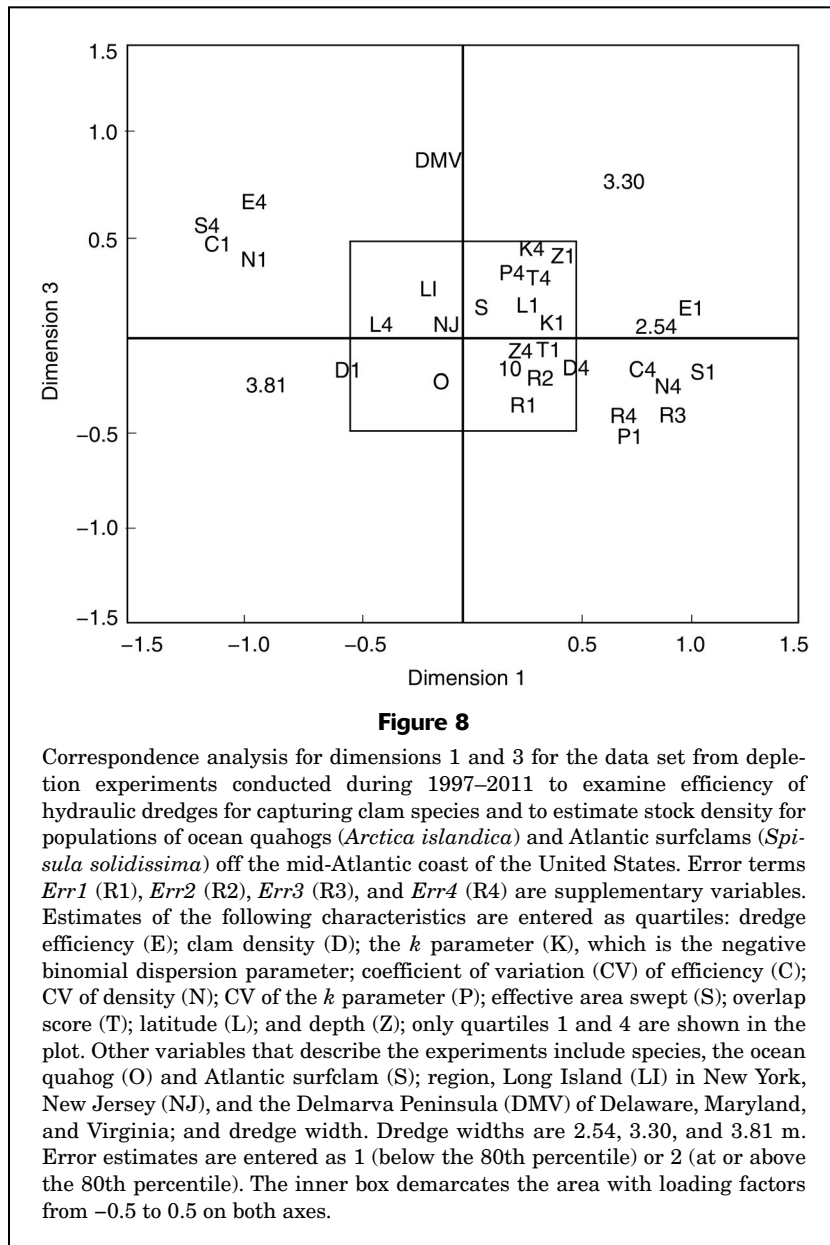 1.5
1.0
DMV
3.30
E4
S4
0.5
C1
K4
N1
Z1
P4
T4
LI
L1
S
E1
L4
NJ
K1
2.54
Z4
T1
D1
10
D4
C4
S1
R2
3.81
O
N4
R1
R4
R3
−0.5
P1
−1.0
−1.5
Dimension 3
−1.5
−1.0
−0.5
0.5
1.0
1.5
Dimension 1
Figure 8
Correspondence analysis for dimensions 1 and 3 for the data set from deple-
tion experiments conducted during 1997–2011 to examine efficiency of
hydraulic dredges for capturing clam species and to estimate stock density for
populations of ocean quahogs (Arctica islandica) and Atlantic surfclams (Spi-
sula solidissima) off the mid-Atlantic coast of the United States. Error terms
Err1 (R1), Err2 (R2), Err3 (R3), and Err4 (R4) are supplementary variables.
Estimates of the following characteristics are entered as quartiles: dredge
efficiency (E); clam density (D); the k parameter (K), which is the negative
binomial dispersion parameter; coefficient of variation (CV) of efficiency (C);
CV of density (N); CV of the k parameter (P); effective area swept (S); overlap
score (T); latitude (L); and depth (Z); only quartiles 1 and 4 are shown in the
plot. Other variables that describe the experiments include species, the ocean
quahog (O) and Atlantic surfclam (S); region, Long Island (LI) in New York,
New Jersey (NJ), and the Delmarva Peninsula (DMV) of Delaware, Maryland,
and Virginia; and dredge width. Dredge widths are 2.54, 3.30, and 3.81 m.
Error estimates are entered as 1 (below the 80th percentile) or 2 (at or above
the 80th percentile). The inner box demarcates the area with loading factors
from −0.5 to 0.5 on both axes.